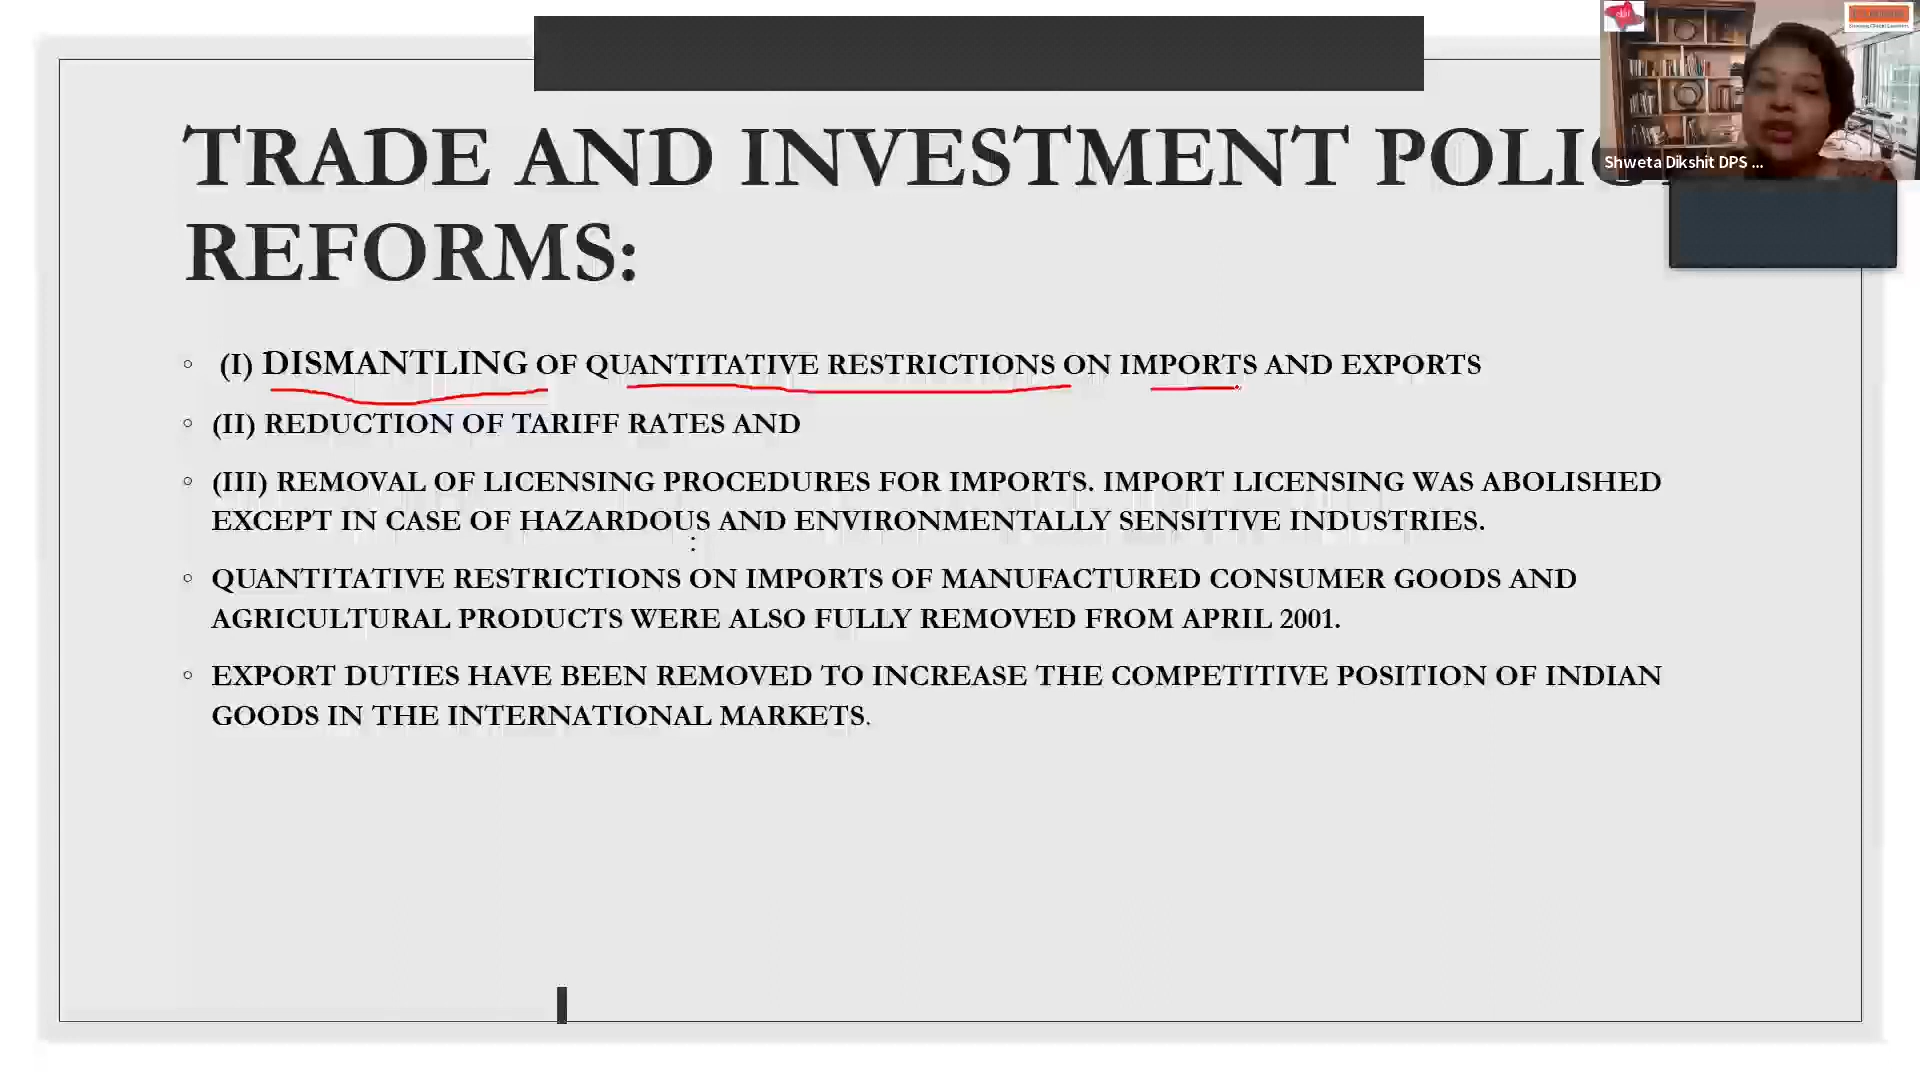 TRADE AND INVESTMENT POLIC
REFORMS:
(I) DISMANTLING OF QUANTITATIVE RESTRICTIONS ON IMPORTS AND EXPORTS
(II) REDUCTION OF TARIFF RATES AND
(III) REMOVAL OF LICENSING PROCEDURES FOR IMPORTS. IMPORT LICENSING WAS ABOLISHED
EXCEPT IN CASE OF HAZARDOUS AND ENVIRONMENTALLY SENSITIVE INDUSTRIES.
QUANTITATIVE RESTRICTIONS ON IMPORTS OF MANUFACTURED CONSUMER GOODS AND
AGRICULTURAL PRODUCTS WERE ALSO FULLY REMOVED FROM APRIL 2001.
EXPORT DUTIES HAVE BEEN REMOVED TO INCREASE THE COMPETITIVE POSITION OF INDIAN
GOODS IN THE INTERNATIONAL MARKETS.
Shweta Dikshit DPS ...